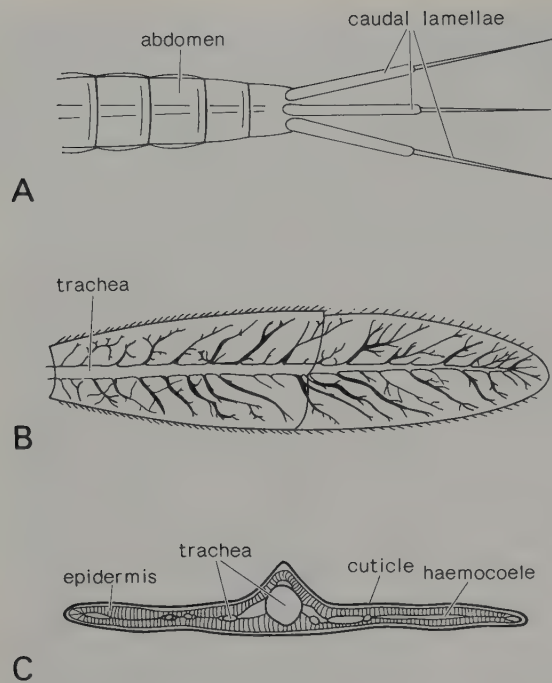 abdomen
caudal lamellae
A
trachea
B
trachea
epidermis
cuticle
haemocoele
C